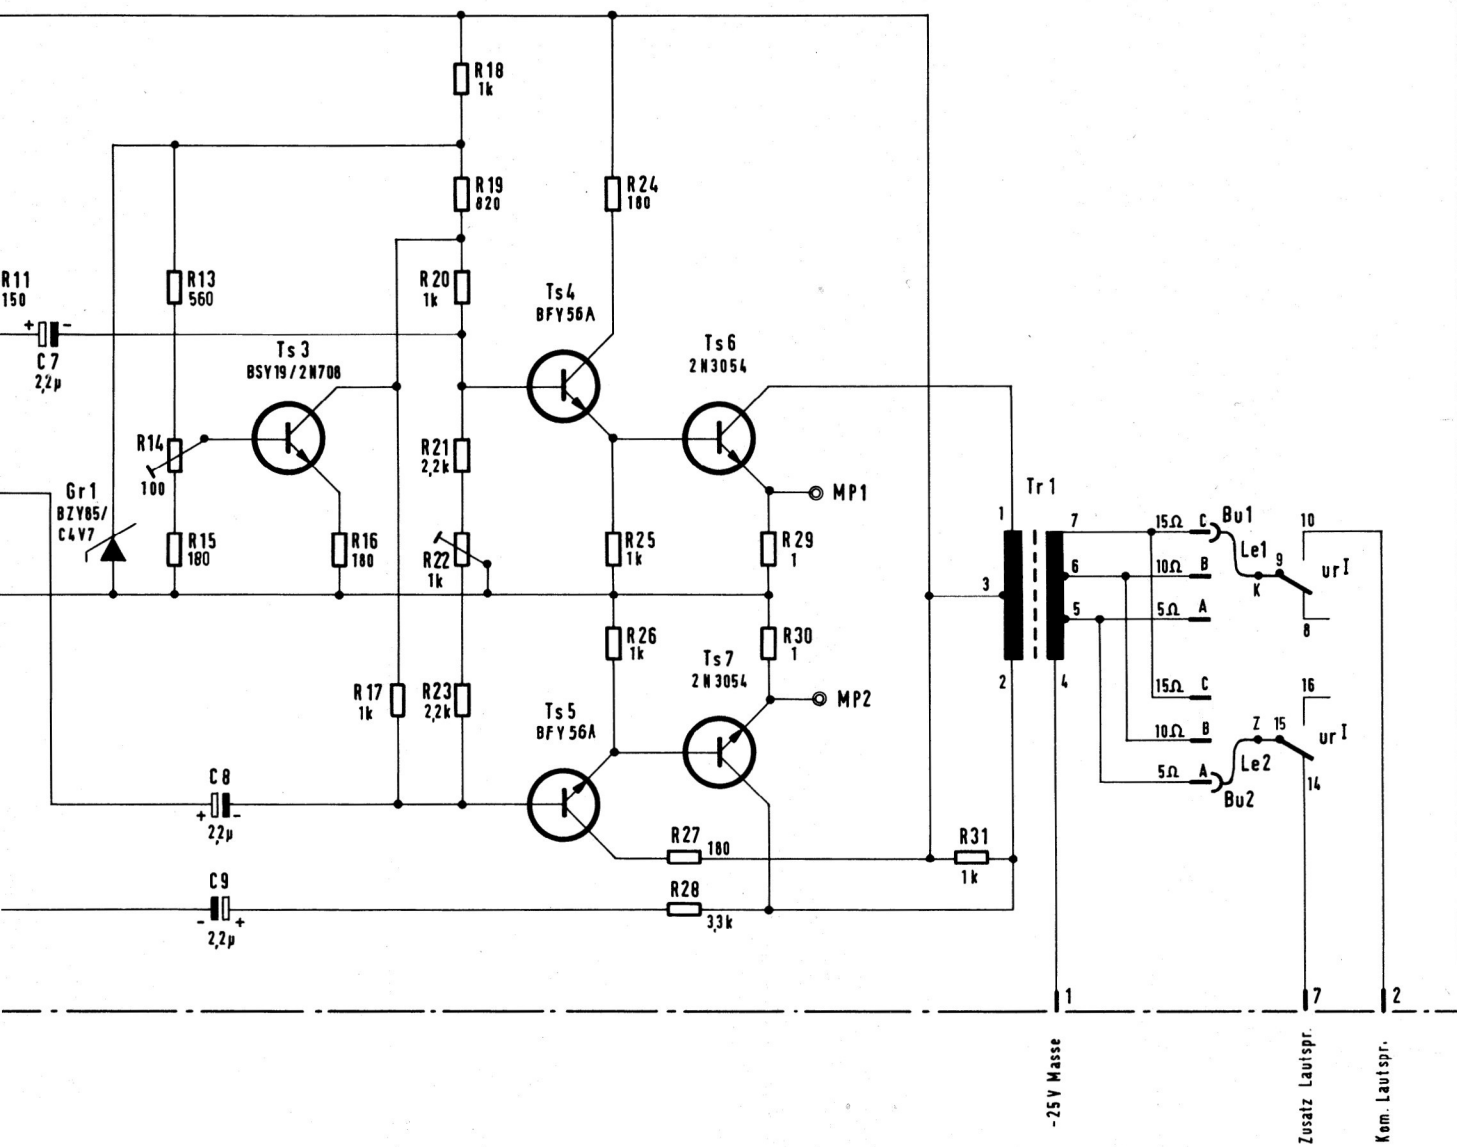 R18
1k
R19
820
R24
180
R11
150
R13
560
R20
1k
Ts4
BFY56A
+ -
C7
2,2µ
Ts3
BSY19/2N708
Ts6
2N3054
R14
100
R21
2,2k
Gr1
BZY85/
C4V7
MP1
Tr1
R15
180
R16
180
R22
1k
R25
1k
R29
1
1
7
15Ω C
Bu1
10
6
10Ω B
Le1
9
urI
K
3
5
5Ω A
8
R26
1k
R30
1
Ts7
2N3054
2
4
R17
1k
R23
2,2k
MP2
15Ω C
16
Ts5
BFY56A
10Ω B
Z 15
urI
Le2
5Ω A
14
Bu2
C8
+ -
22µ
R27
180
R31
1k
C9
- +
2,2µ
R28
3,3k
1
7
2
-25V Masse
Zusatz Lautspr.
Kom. Lautspr.